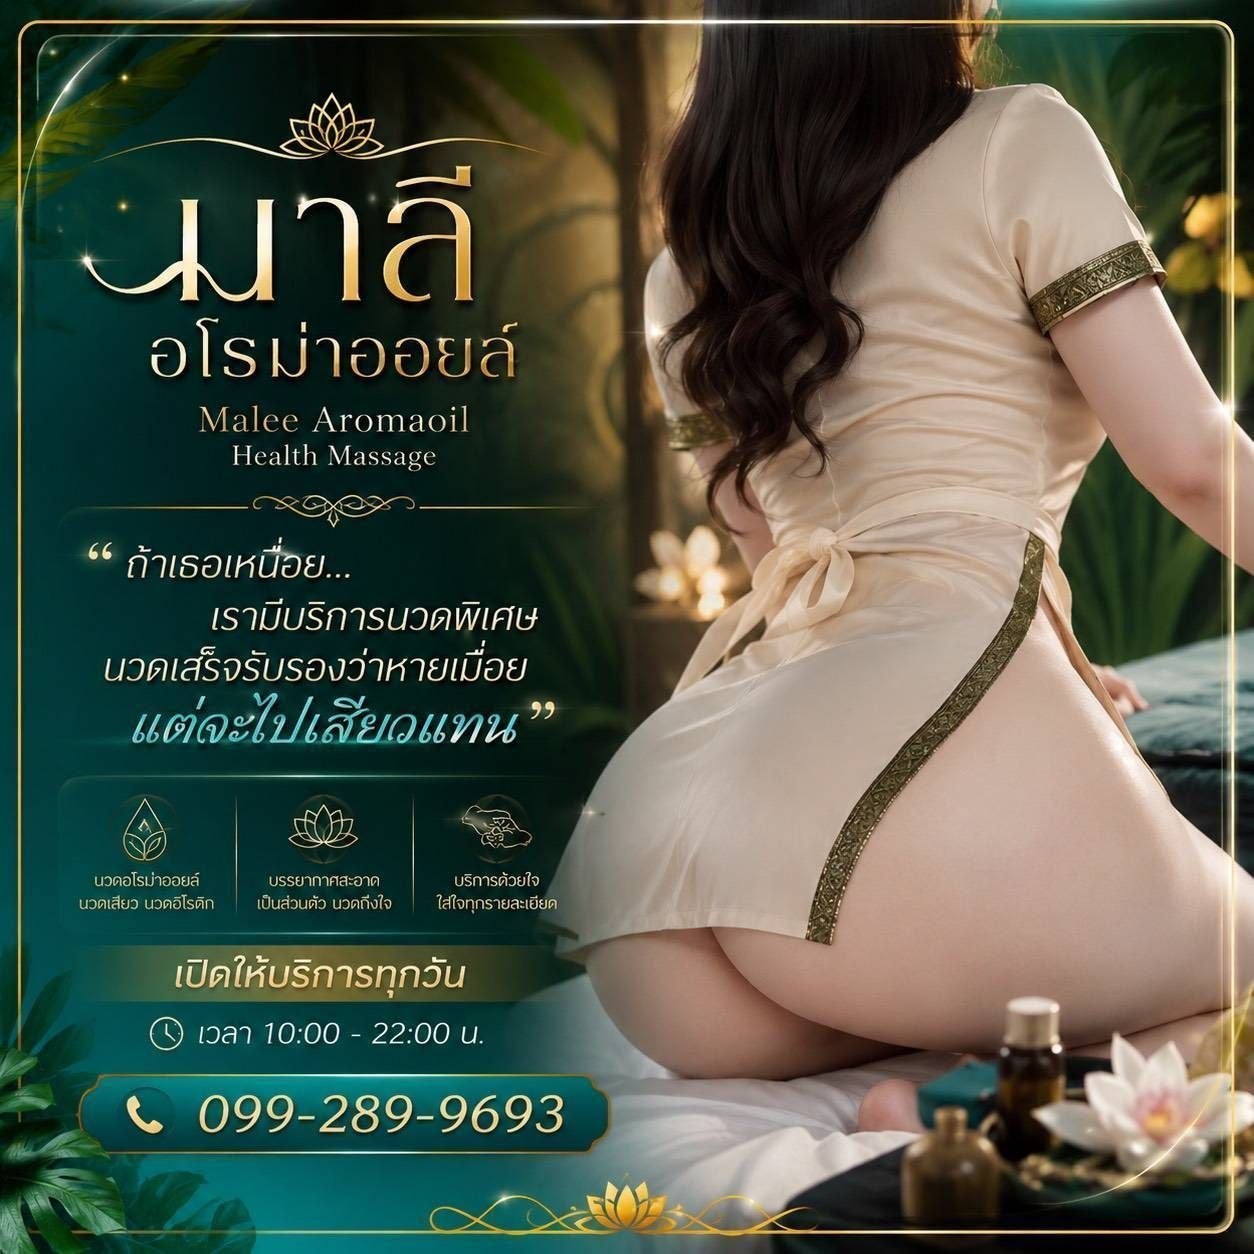 มาลี
อโรม่าออยล์
Malee Aromaoil
Health Massage
“ ถ้าเธอเหนื่อย...
เรามีบริการนวดพิเศษ
นวดเสร็จรับรองว่าหายเมื่อย
แต่จะไปเสียวแทน ”
นวดอโรม่าออยล์
นวดเสียว นวดอิโรติก
บรรยากาศสะอาด
เป็นส่วนตัว นวดถึงใจ
บริการด้วยใจ
ใส่ใจทุกรายละเอียด
เปิดให้บริการทุกวัน
เวลา 10:00 - 22:00 น.
099-289-9693